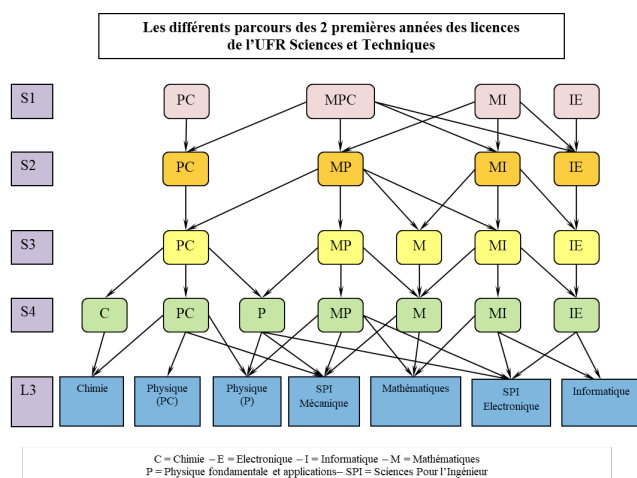 Les différents parcours des 2 premières années des licences
de l'UFR Sciences et Techniques
S1 PC MPC MI IE
S2 PC MP MI IE
S3 PC MP M MI IE
S4 C PC P MP M MI IE
L3 Chimie Physique (PC) Physique (P) SPI Mécanique Mathématiques SPI Electronique Informatique
C = Chimie – E = Electronique – I = Informatique – M = Mathématiques
P = Physique fondamentale et applications– SPI = Sciences Pour l'Ingénieur